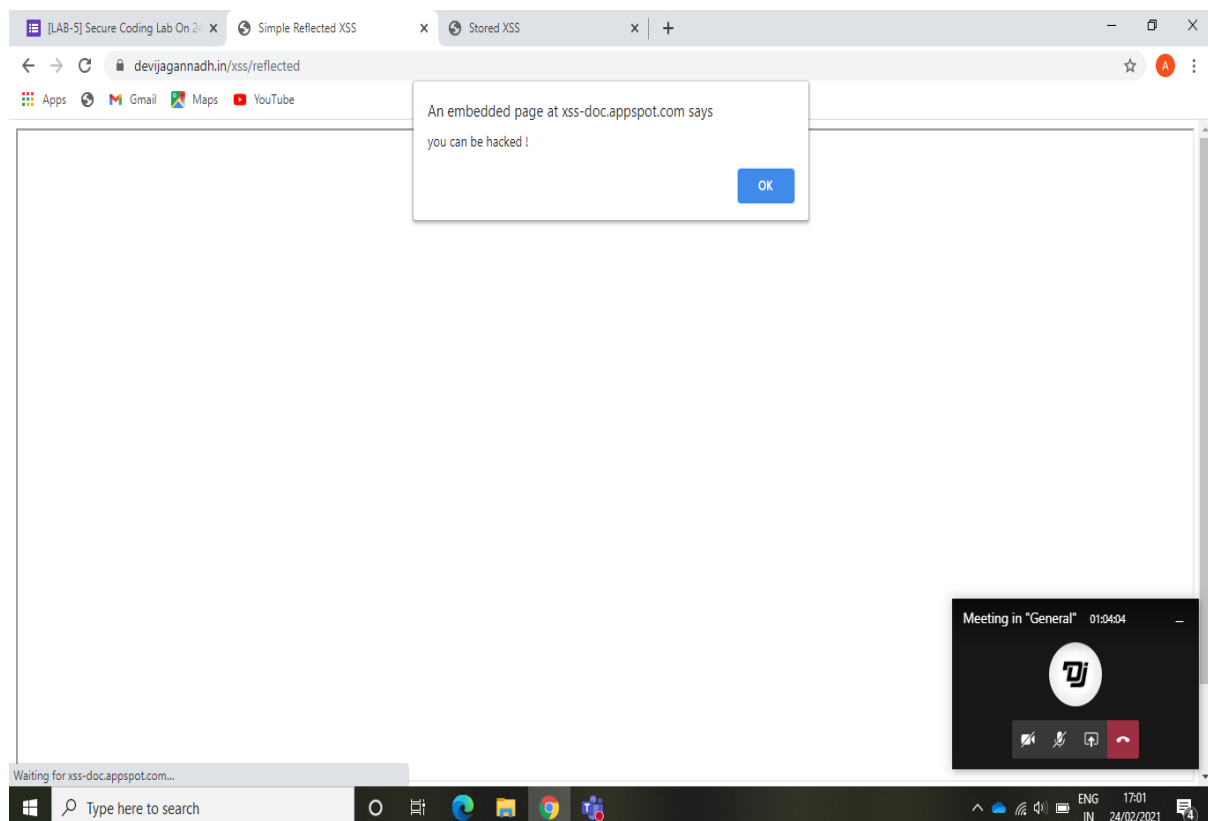 [LAB-5] Secure Coding Lab On 24
Simple Reflected XSS
Stored XSS
devijagannadh.in/xss/reflected
A
Apps
Gmail
Maps
YouTube
An embedded page at xss-doc.appspot.com says
you can be hacked !
OK
Meeting in "General" 01:04:04
Dj
Waiting for xss-doc.appspot.com...
Type here to search
ENG
IN
17:01
24/02/2021
4